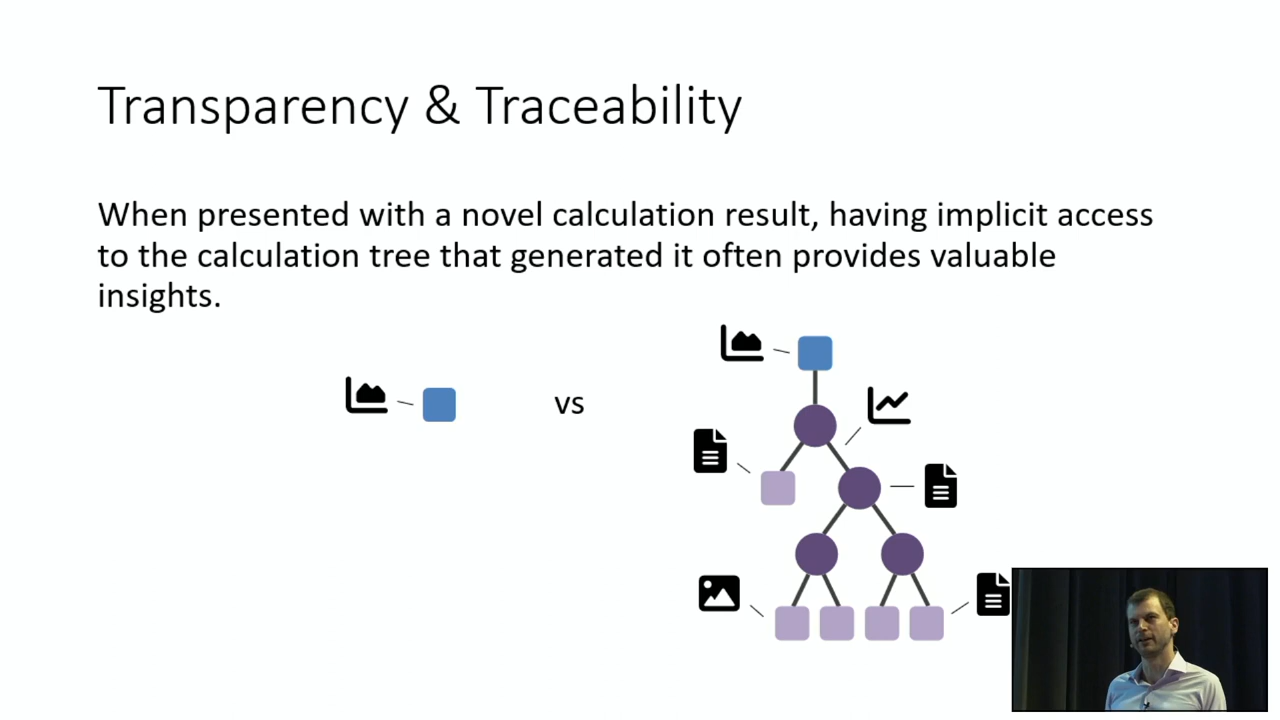 Transparency & Traceability
When presented with a novel calculation result, having implicit access
to the calculation tree that generated it often provides valuable
insights.
vs